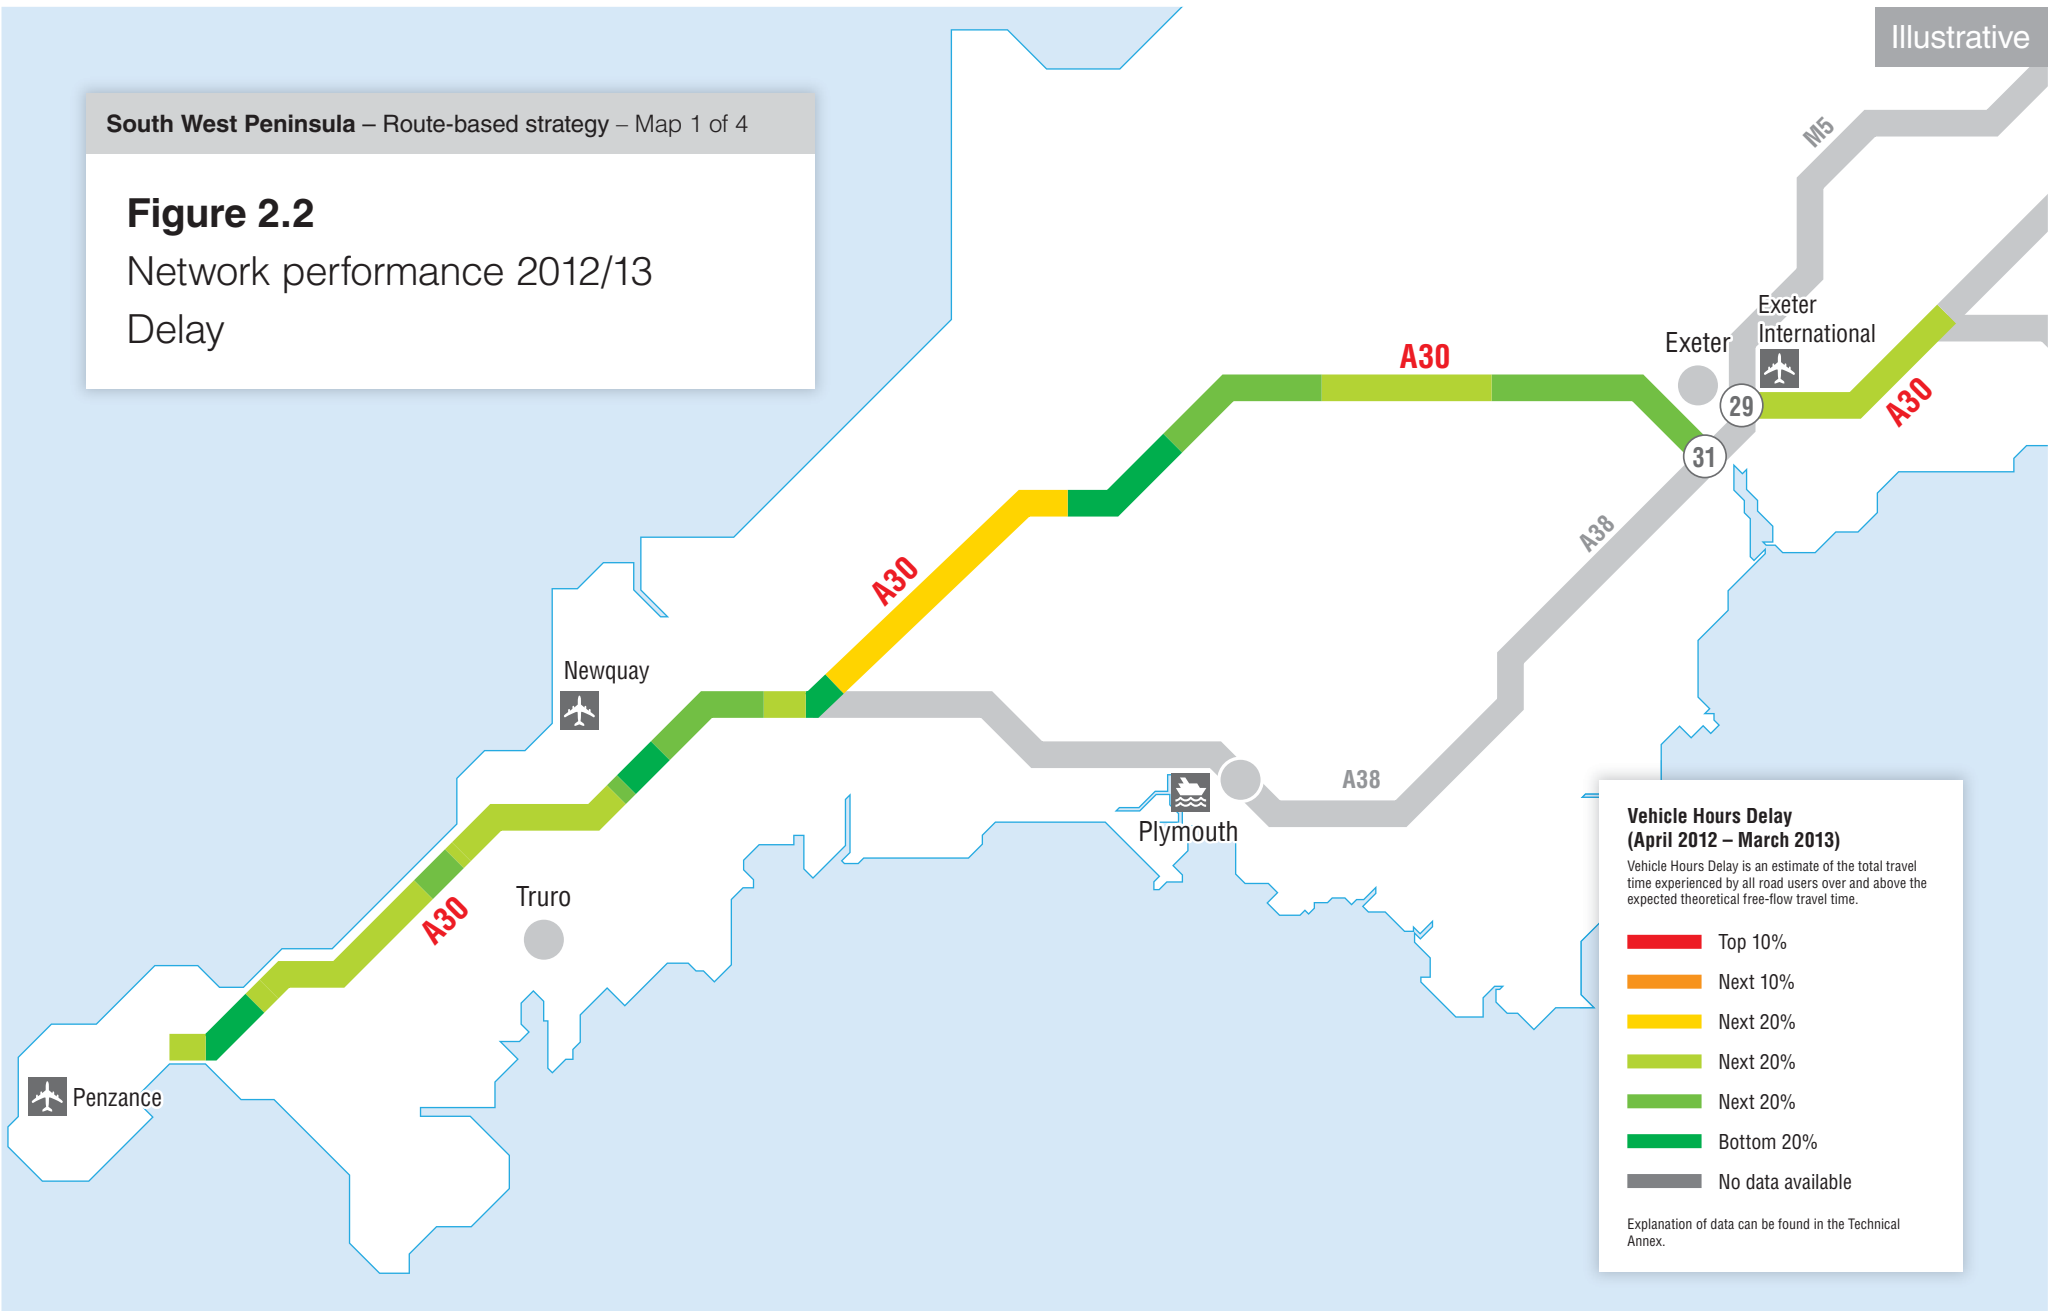 Illustrative
South West Peninsula – Route-based strategy – Map 1 of 4
Figure 2.2
Network performance 2012/13
Delay
M5
Exeter
International
Exeter
A30
29
A30
31
A38
A30
Newquay
A38
Plymouth
Truro
A30
Penzance
Vehicle Hours Delay
(April 2012 – March 2013)
Vehicle Hours Delay is an estimate of the total travel
time experienced by all road users over and above the
expected theoretical free-flow travel time.
Top 10%
Next 10%
Next 20%
Next 20%
Next 20%
Bottom 20%
No data available
Explanation of data can be found in the Technical
Annex.